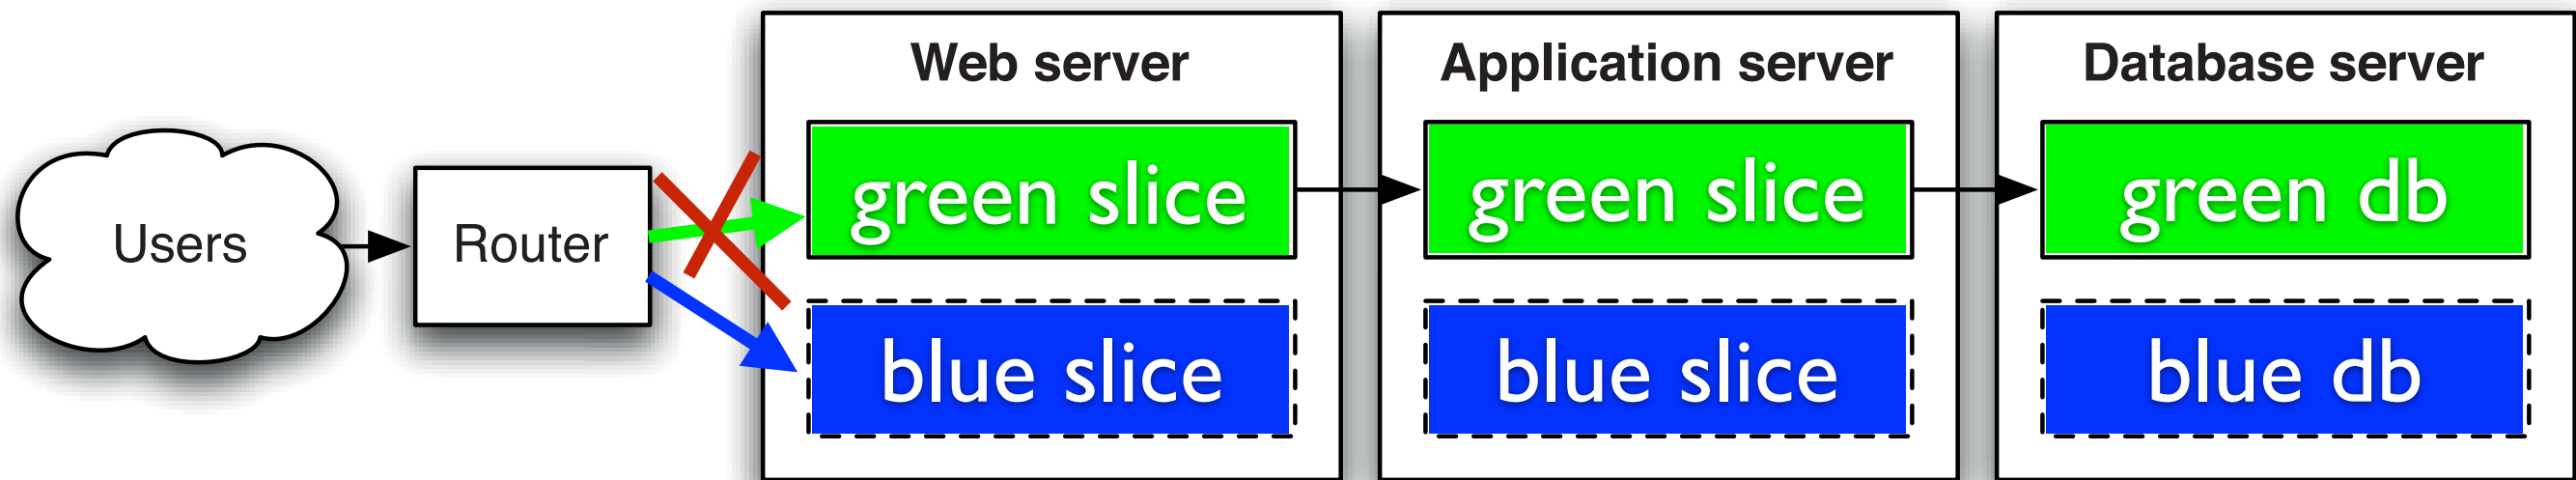 Users
Router
Web server
green slice
blue slice
Application server
green slice
blue slice
Database server
green db
blue db